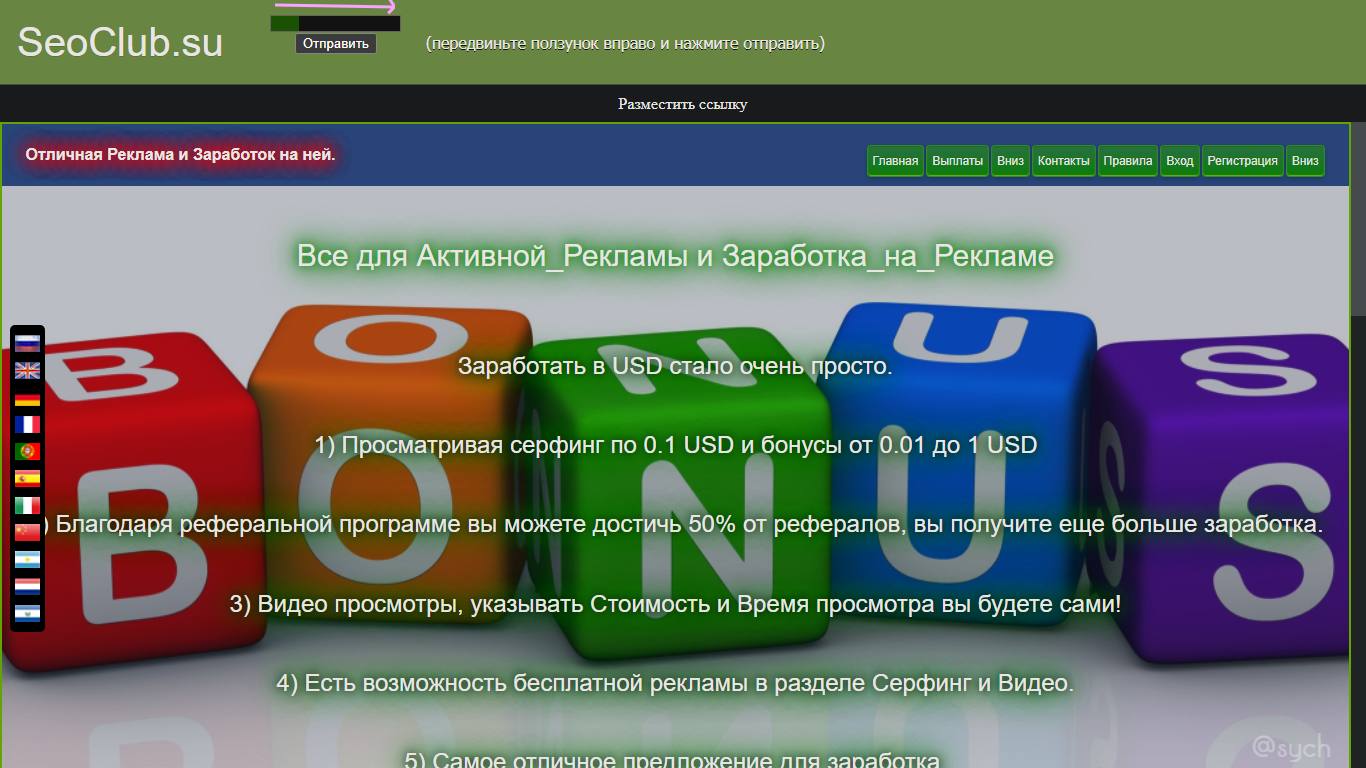 SeoClub.su
Отправить
(передвиньте ползунок вправо и нажмите отправить)
Разместить ссылку
Отличная Реклама и Заработок на ней.
Главная Выплаты Вниз Контакты Правила Вход Регистрация Вниз
Все для Активной_Рекламы и Заработка_на_Рекламе
Заработать в USD стало очень просто.
1) Просматривая серфинг по 0.1 USD и бонусы от 0.01 до 1 USD
) Благодаря реферальной программе вы можете достичь 50% от рефералов, вы получите еще больше заработка.
3) Видео просмотры, указывать Стоимость и Время просмотра вы будете сами!
4) Есть возможность бесплатной рекламы в разделе Серфинг и Видео.
5) Самое отличное предложение для заработка
B O N U S
B O N U S
@sych